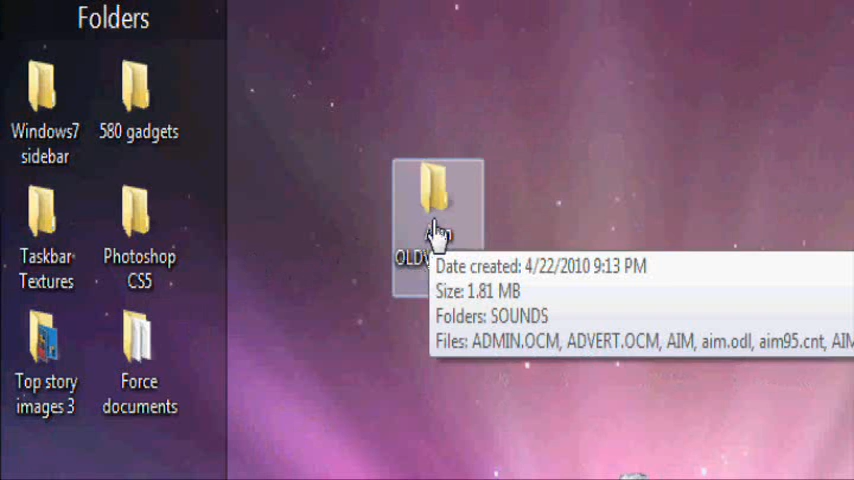 Folders
Windows7
sidebar
580 gadgets
Taskbar
Textures
Photoshop
CS5
Top story
images 3
Force
documents
Date created: 4/22/2010 9:13 PM
Size: 1.81 MB
Folders: SOUNDS
Files: ADMIN.OCM, ADVERT.OCM, AIM, aim.odl, aim95.cnt, AIM